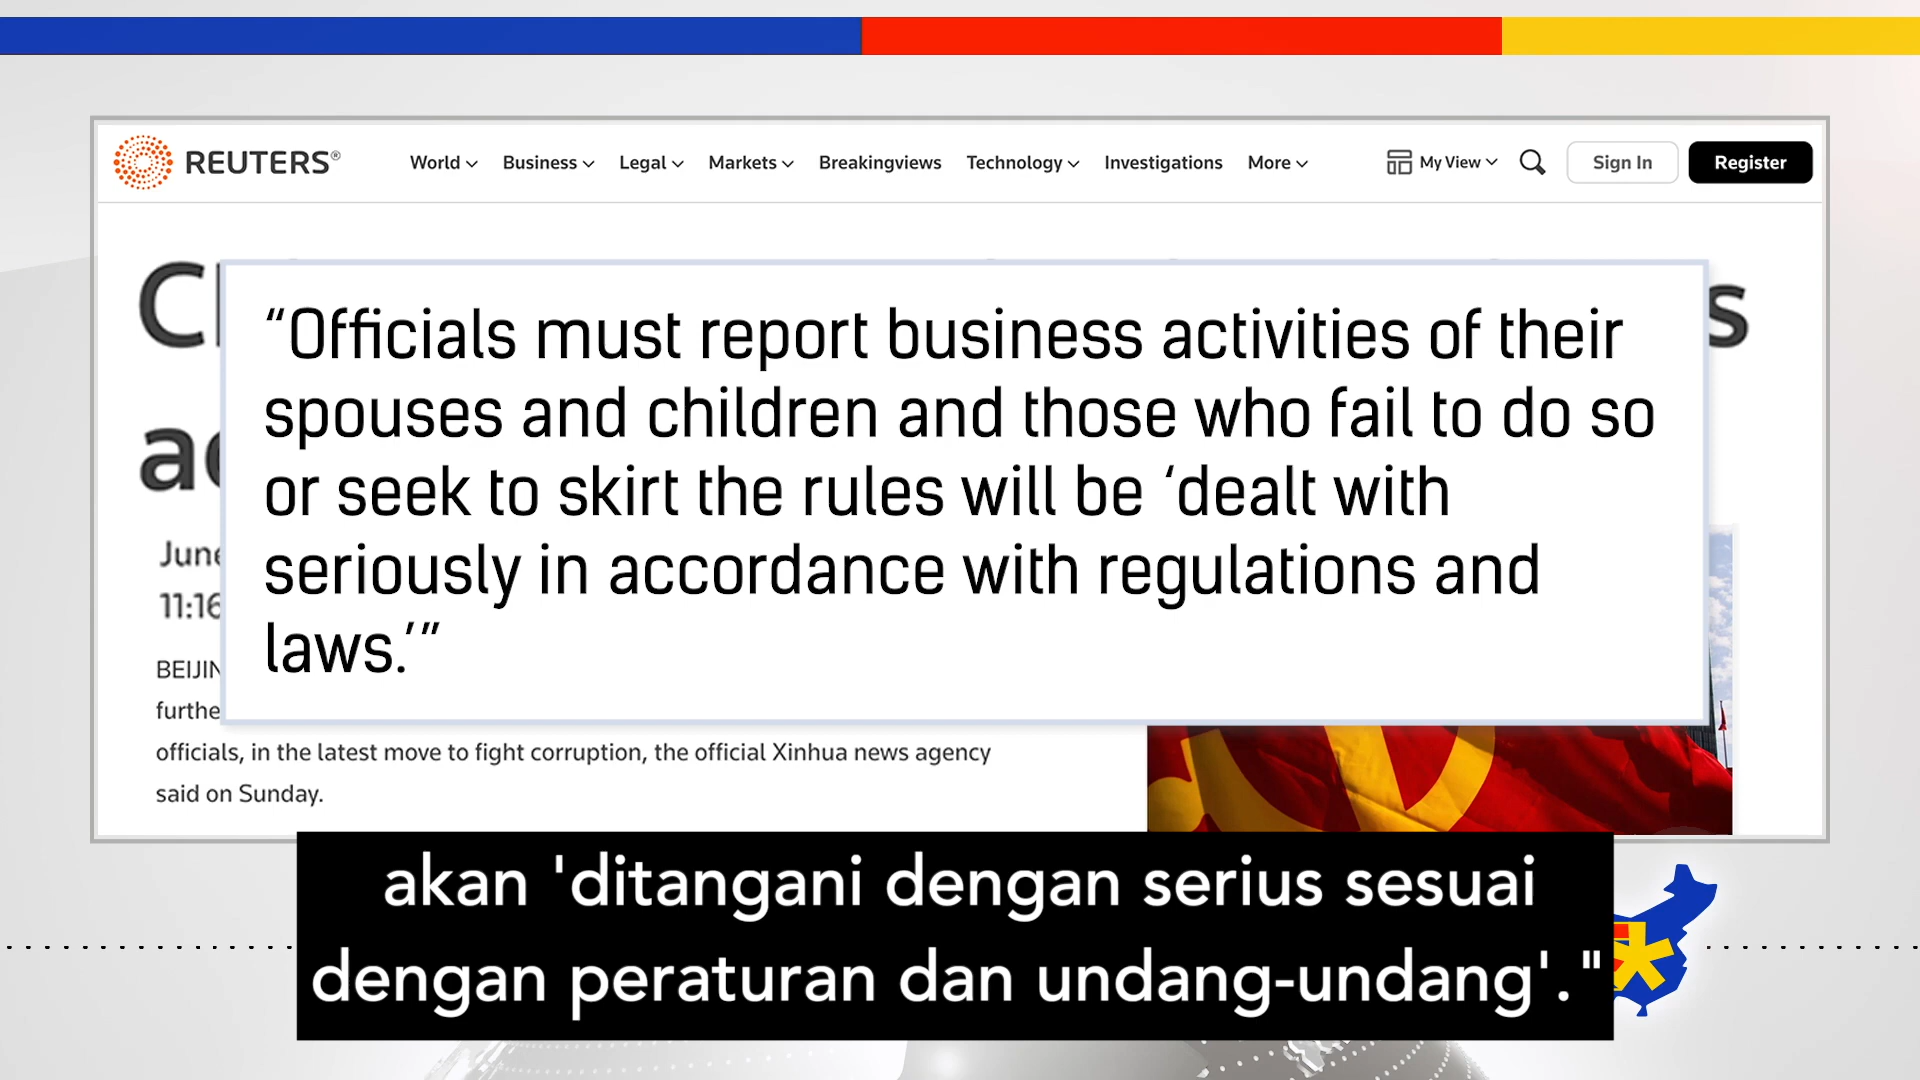 REUTERS®
World Business Legal Markets Breakingviews Technology Investigations More My View Sign In Register
“Officials must report business activities of their
spouses and children and those who fail to do so
or seek to skirt the rules will be ‘dealt with
seriously in accordance with regulations and
laws.’”
June
11:16
officials, in the latest move to fight corruption, the official Xinhua news agency
said on Sunday.
akan 'ditangani dengan serius sesuai
dengan peraturan dan undang-undang'."